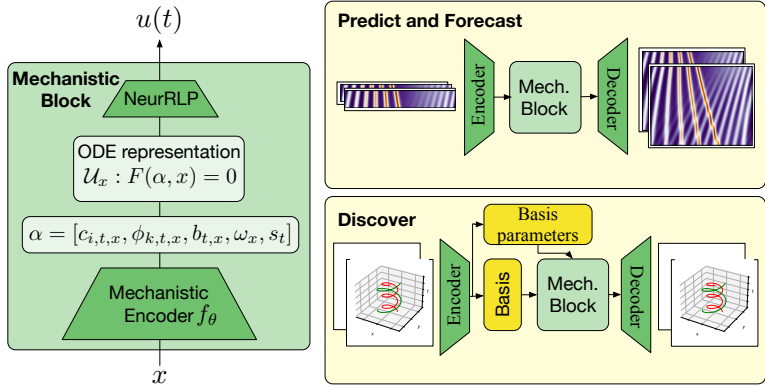 u(t)
Mechanistic
Block
NeurRLP
ODE representation
𝒰ₓ : F(α, x) = 0
α = [c_{i,t,x}, ϕ_{k,t,x}, b_{t,x}, ω_x, s_t]
Mechanistic
Encoder f_θ
x
Predict and Forecast
Encoder
Mech.
Block
Decoder
Discover
Encoder
Basis
parameters
Basis
Mech.
Block
Decoder